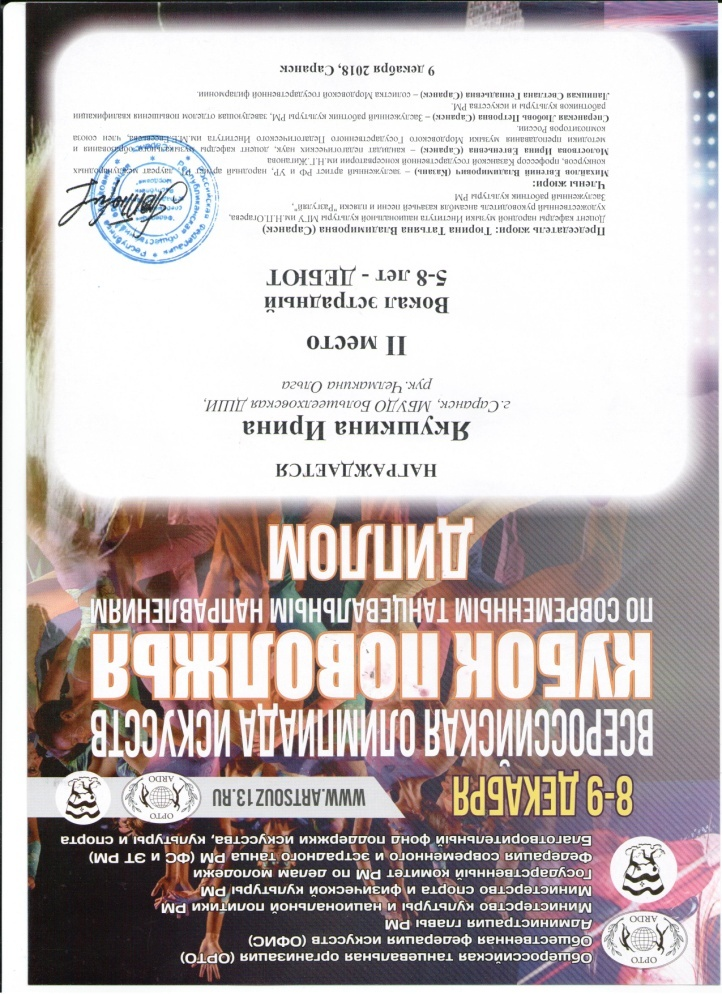 Общероссийская танцевальная организация (ОРТО)
Общественная федерация искусств (ОФИС)
Администрация главы РМ
Министерство культуры и национальной политики РМ
Министерство спорта и физической культуры РМ
Государственный комитет РМ по делам молодежи
Федерация современного и эстрадного танца РМ (ФС и ЭТ РМ)
Благотворительный фонд поддержки искусства, культуры и спорта
ОРТО
ARDO
8-9 ДЕКАБРЯ
WWW.ARTSOUZ13.RU
ОРТО
ARDO
ВСЕРОССИЙСКАЯ ОЛИМПИАДА ИСКУССТВ
КУБОК ПОВОЛЖЬЯ
ПО СОВРЕМЕННЫМ ТАНЦЕВАЛЬНЫМ НАПРАВЛЕНИЯМ
ДИПЛОМ
НАГРАЖДАЕТСЯ
Якушкина Ирина
г.Саранск, МБУДО Большеелховская ДШИ,
рук. Челмакина Ольга
II место
Вокал эстрадный
5-8 лет - ДЕБЮТ
Председатель жюри: Тюрина Татьяна Владимировна (Саранск)
Доцент кафедры народной музыки Института национальной культуры МГУ им.Н.П.Огарева,
художественный руководитель ансамбля казачьей песни и пляски "Разгуляй",
Заслуженный работник культуры РМ
Члены жюри:
Михайлов Евгений Владимирович (Казань) – заслуженный артист РФ и УР, народный артист РТ, лауреат международных
конкурсов, профессор Казанской государственной консерватории им.Н.Г.Жиганова
Молостова Ирина Евгеньевна (Саранск) – кандидат педагогических наук, доцент кафедры музыкального образования и
методики преподавания музыки Мордовского Государственного Педагогического Института им.М.Е.Евсевьева, член союза
композиторов России.
Сверанская Любовь Петровна (Саранск) – Заслуженный работник культуры РМ, заведующая отделом повышения квалификации
работников культуры и искусства РМ.
Лапицкая Светлана Геннадьевна (Саранск) – солистка Мордовской государственной филармонии.
9 декабря 2018, Саранск